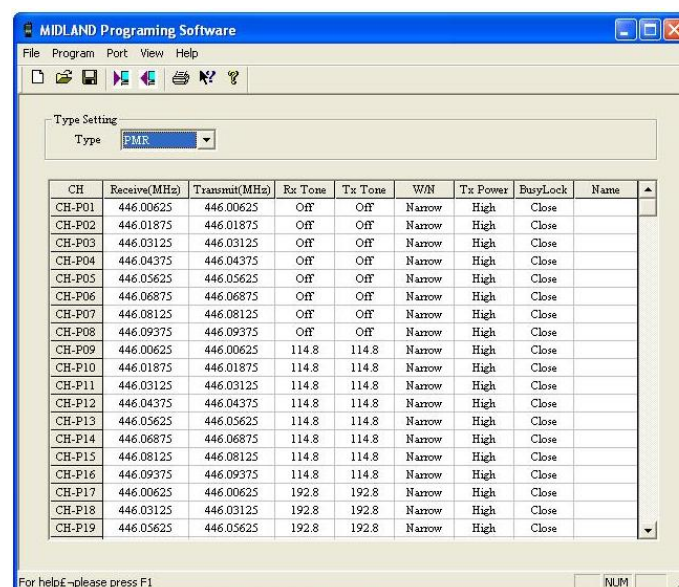 MIDLAND Programing Software
File Program Port View Help
Type Setting
Type PMR
CH Receive(MHz) Transmit(MHz) Rx Tone Tx Tone W/N Tx Power BusyLock Name
CH-P01 446.00625 446.00625 Off Off Narrow High Close
CH-P02 446.01875 446.01875 Off Off Narrow High Close
CH-P03 446.03125 446.03125 Off Off Narrow High Close
CH-P04 446.04375 446.04375 Off Off Narrow High Close
CH-P05 446.05625 446.05625 Off Off Narrow High Close
CH-P06 446.06875 446.06875 Off Off Narrow High Close
CH-P07 446.08125 446.08125 Off Off Narrow High Close
CH-P08 446.09375 446.09375 Off Off Narrow High Close
CH-P09 446.00625 446.00625 114.8 114.8 Narrow High Close
CH-P10 446.01875 446.01875 114.8 114.8 Narrow High Close
CH-P11 446.03125 446.03125 114.8 114.8 Narrow High Close
CH-P12 446.04375 446.04375 114.8 114.8 Narrow High Close
CH-P13 446.05625 446.05625 114.8 114.8 Narrow High Close
CH-P14 446.06875 446.06875 114.8 114.8 Narrow High Close
CH-P15 446.08125 446.08125 114.8 114.8 Narrow High Close
CH-P16 446.09375 446.09375 114.8 114.8 Narrow High Close
CH-P17 446.00625 446.00625 192.8 192.8 Narrow High Close
CH-P18 446.03125 446.03125 192.8 192.8 Narrow High Close
CH-P19 446.05625 446.05625 192.8 192.8 Narrow High Close
For help£¬please press F1 NUM